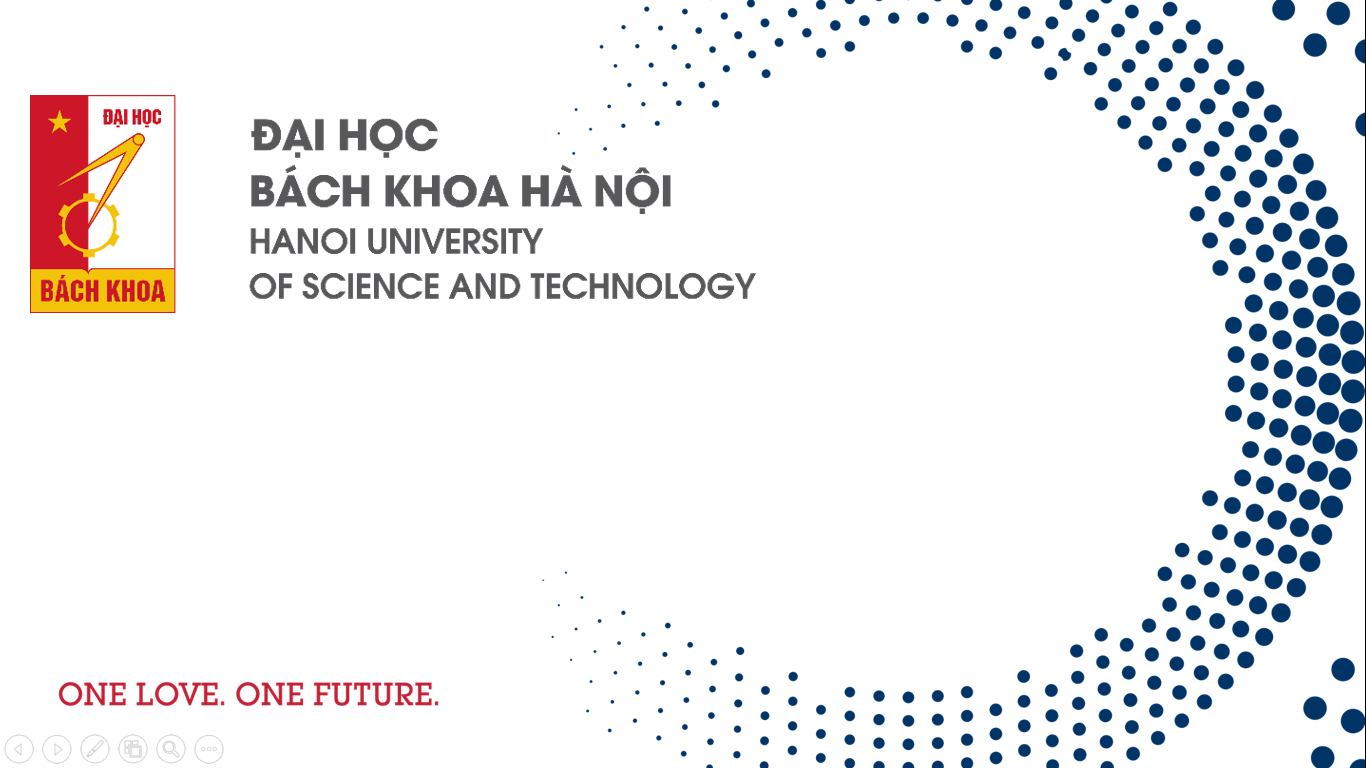 ĐẠI HỌC
BÁCH KHOA
ĐẠI HỌC
BÁCH KHOA HÀ NỘI
HANOI UNIVERSITY
OF SCIENCE AND TECHNOLOGY
ONE LOVE. ONE FUTURE.